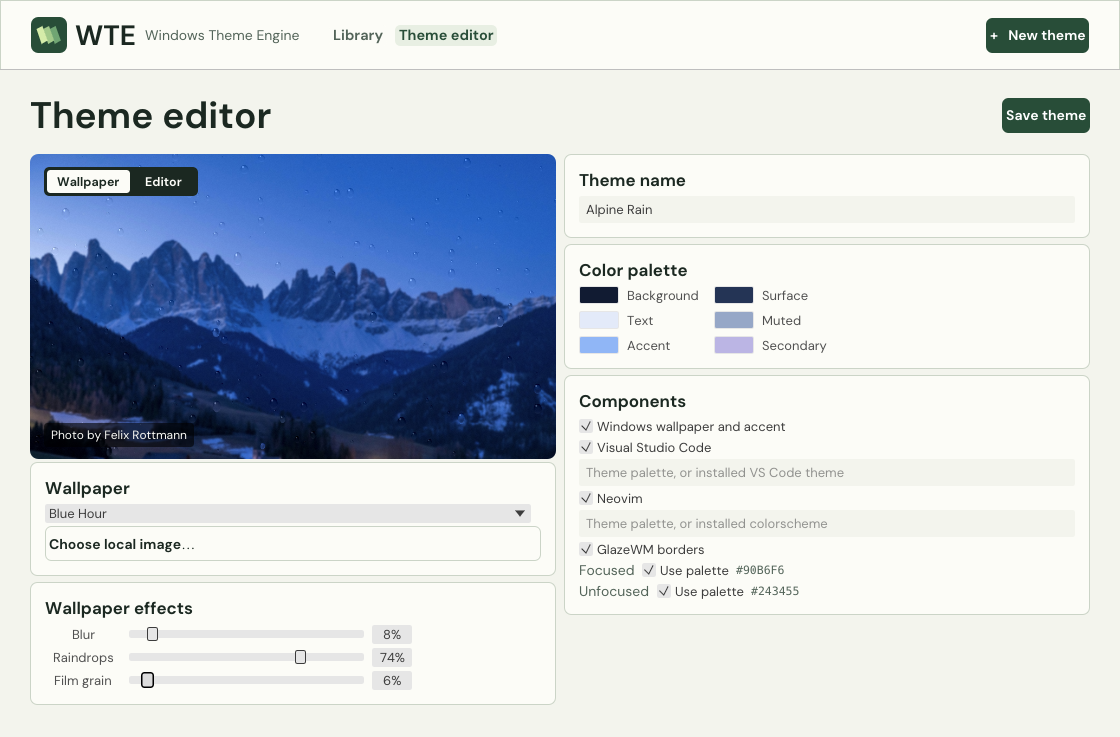 WTE Windows Theme Engine Library Theme editor + New theme
Theme editor
Save theme
Wallpaper Editor
Photo by Felix Rottmann
Wallpaper
Blue Hour
Choose local image...
Wallpaper effects
Blur 8%
Raindrops 74%
Film grain 6%
Theme name
Alpine Rain
Color palette
Background Surface
Text Muted
Accent Secondary
Components
Windows wallpaper and accent
Visual Studio Code
Theme palette, or installed VS Code theme
Neovim
Theme palette, or installed colorscheme
GlazeWM borders
Focused Use palette #90B6F6
Unfocused Use palette #243455